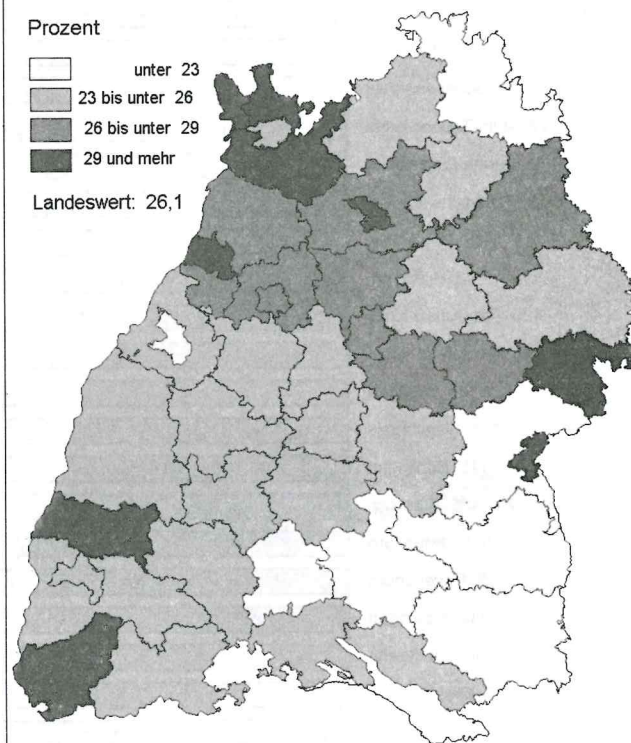 Prozent
unter 23
23 bis unter 26
26 bis unter 29
29 und mehr
Landeswert: 26,1